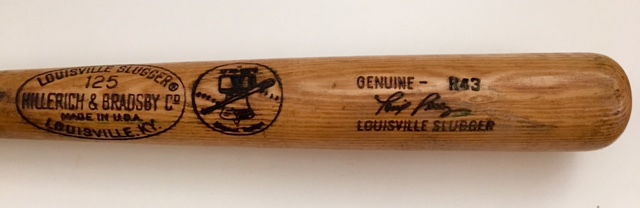 LOUISVILLE SLUGGER®
125
HILLERICH & BRADSBY Cº
MADE IN U.S.A.
LOUISVILLE, KY.
GENUINE - R43
LOUISVILLE SLUGGER